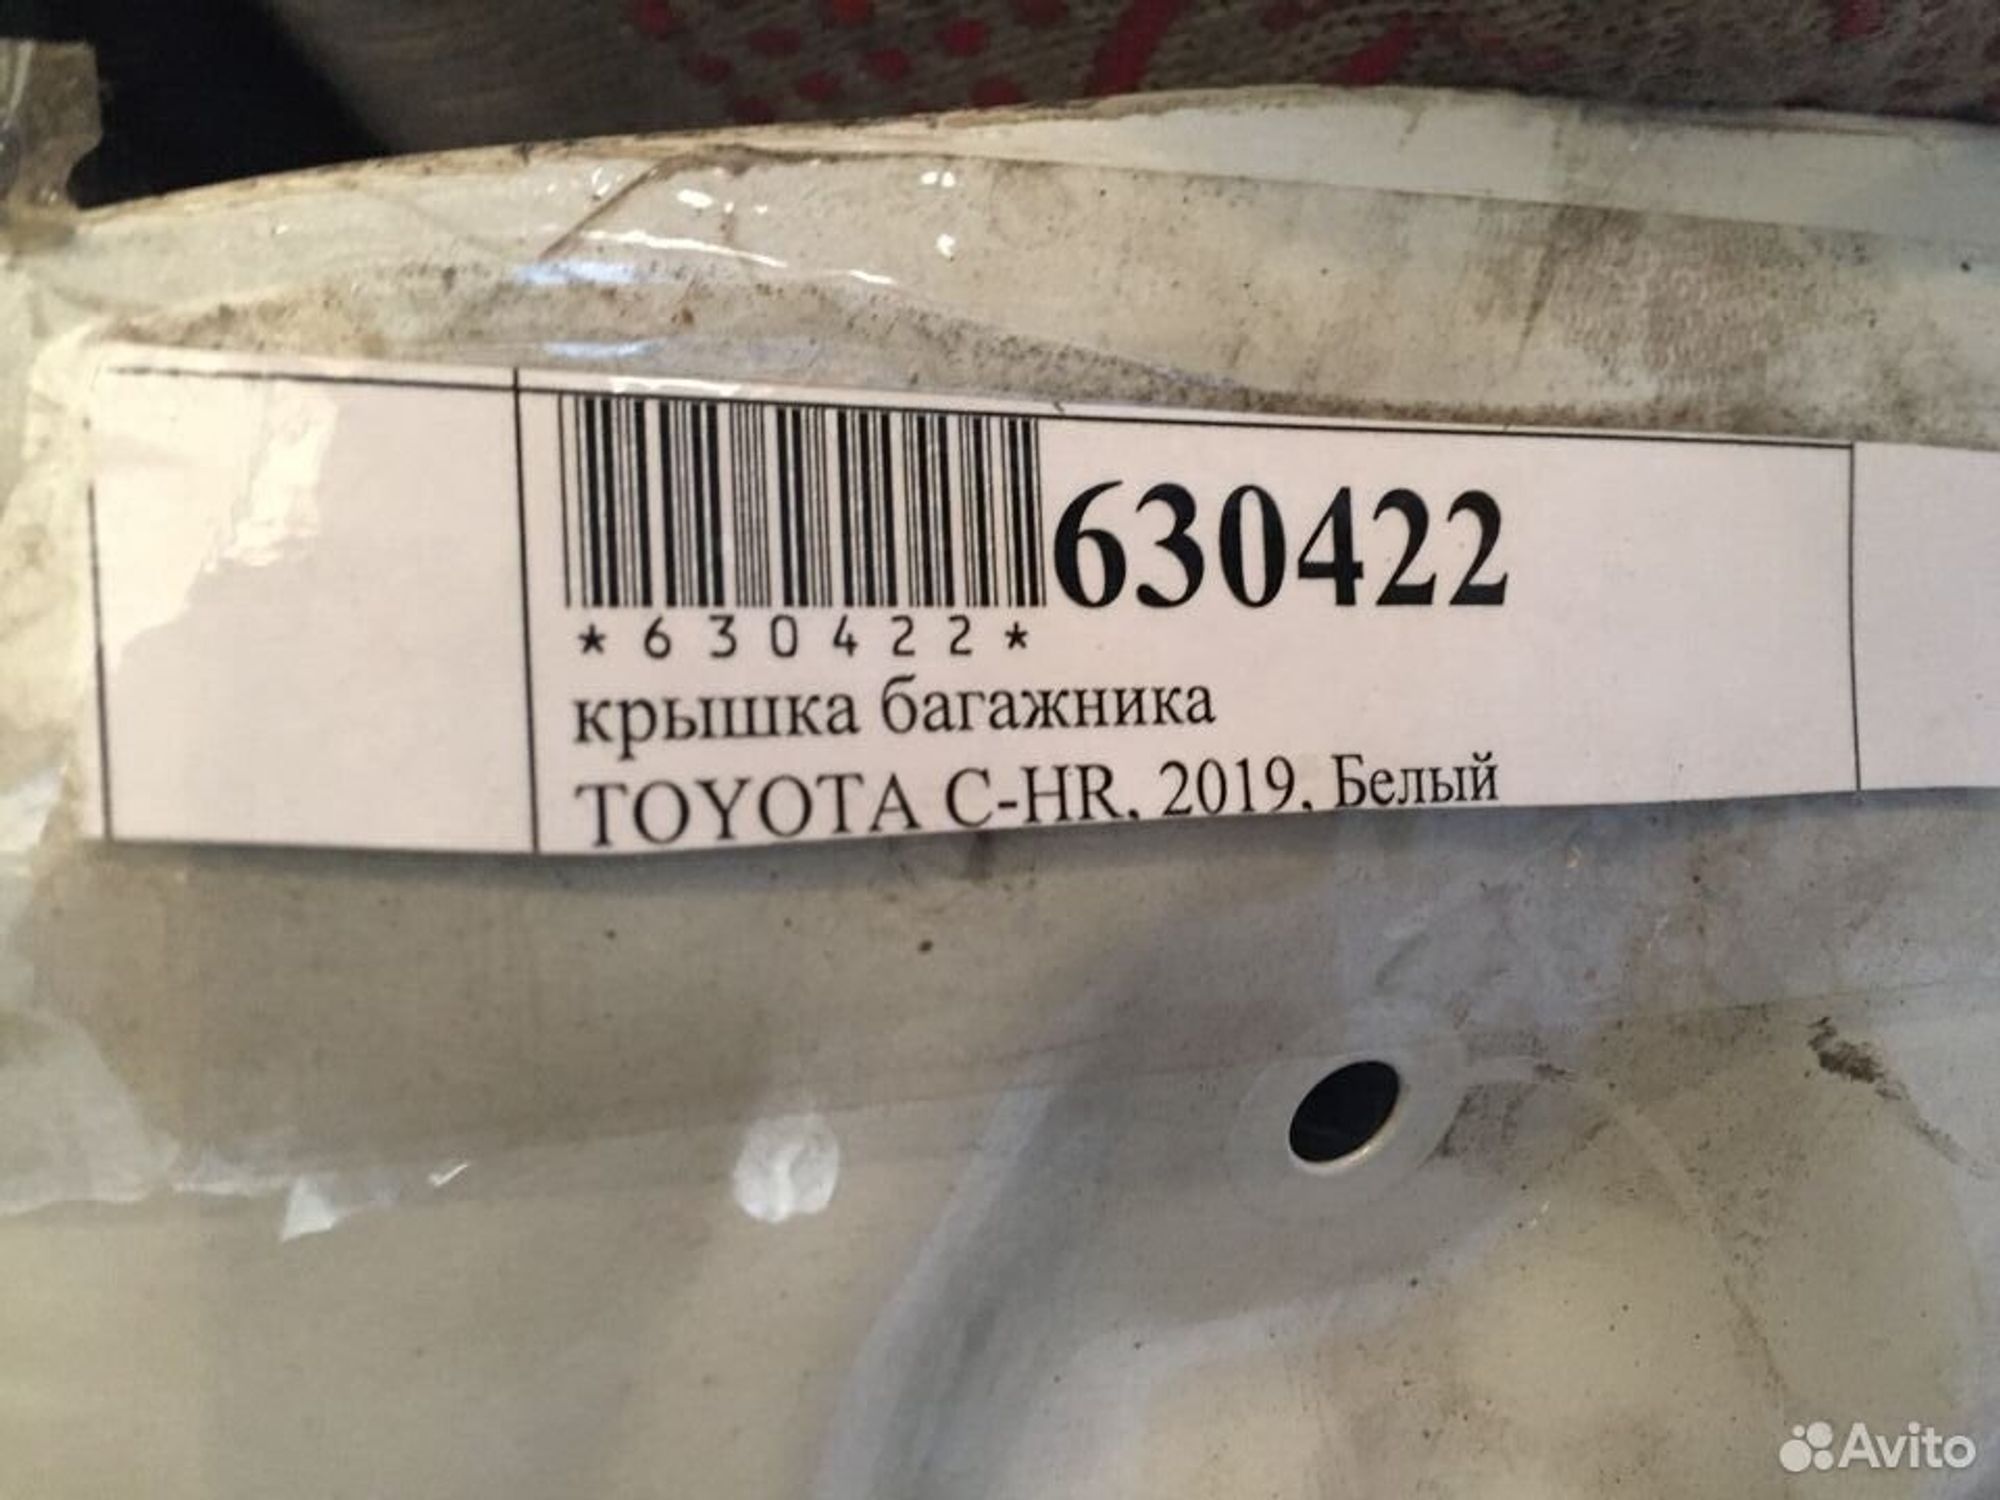 630422
*630422*
крышка багажника
TOYOTA C-HR, 2019, Белый
Avito